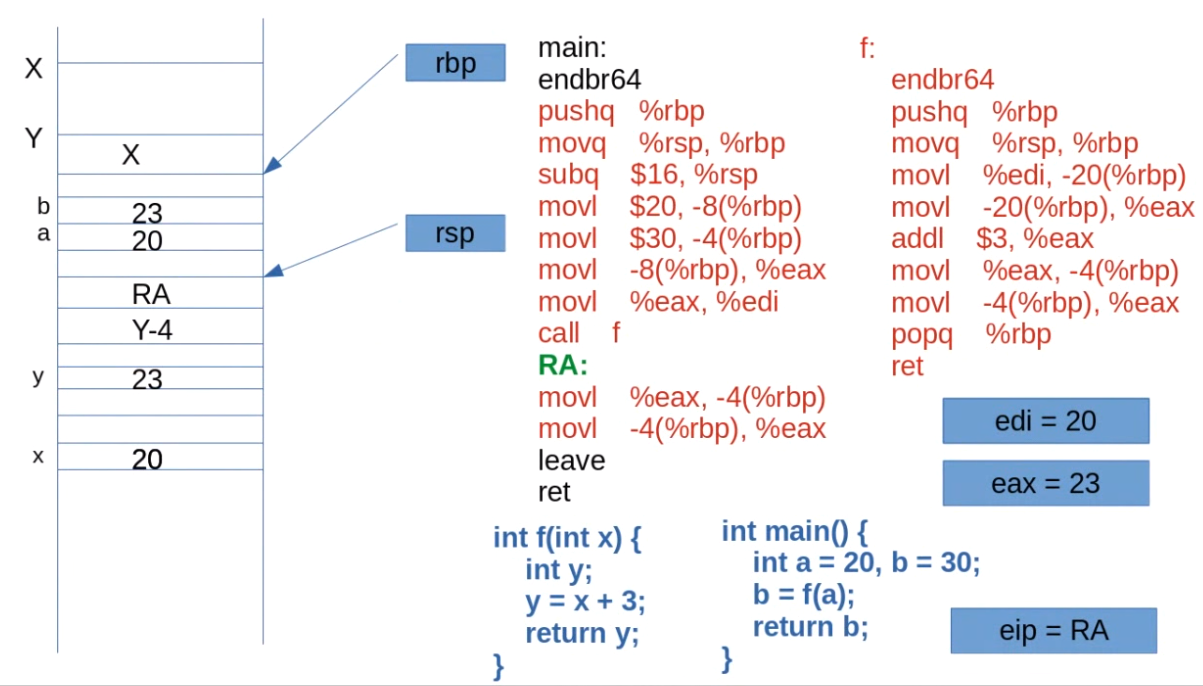 X
Y
X
b
23
a
20
RA
Y-4
y
23
x
20
rbp
rsp
main:
endbr64
pushq %rbp
movq %rsp, %rbp
subq $16, %rsp
movl $20, -8(%rbp)
movl $30, -4(%rbp)
movl -8(%rbp), %eax
movl %eax, %edi
call f
RA:
movl %eax, -4(%rbp)
movl -4(%rbp), %eax
leave
ret
f:
endbr64
pushq %rbp
movq %rsp, %rbp
movl %edi, -20(%rbp)
movl -20(%rbp), %eax
addl $3, %eax
movl %eax, -4(%rbp)
movl -4(%rbp), %eax
popq %rbp
ret
edi = 20
eax = 23
int f(int x) {
int y;
y = x + 3;
return y;
}
int main() {
int a = 20, b = 30;
b = f(a);
return b;
}
eip = RA